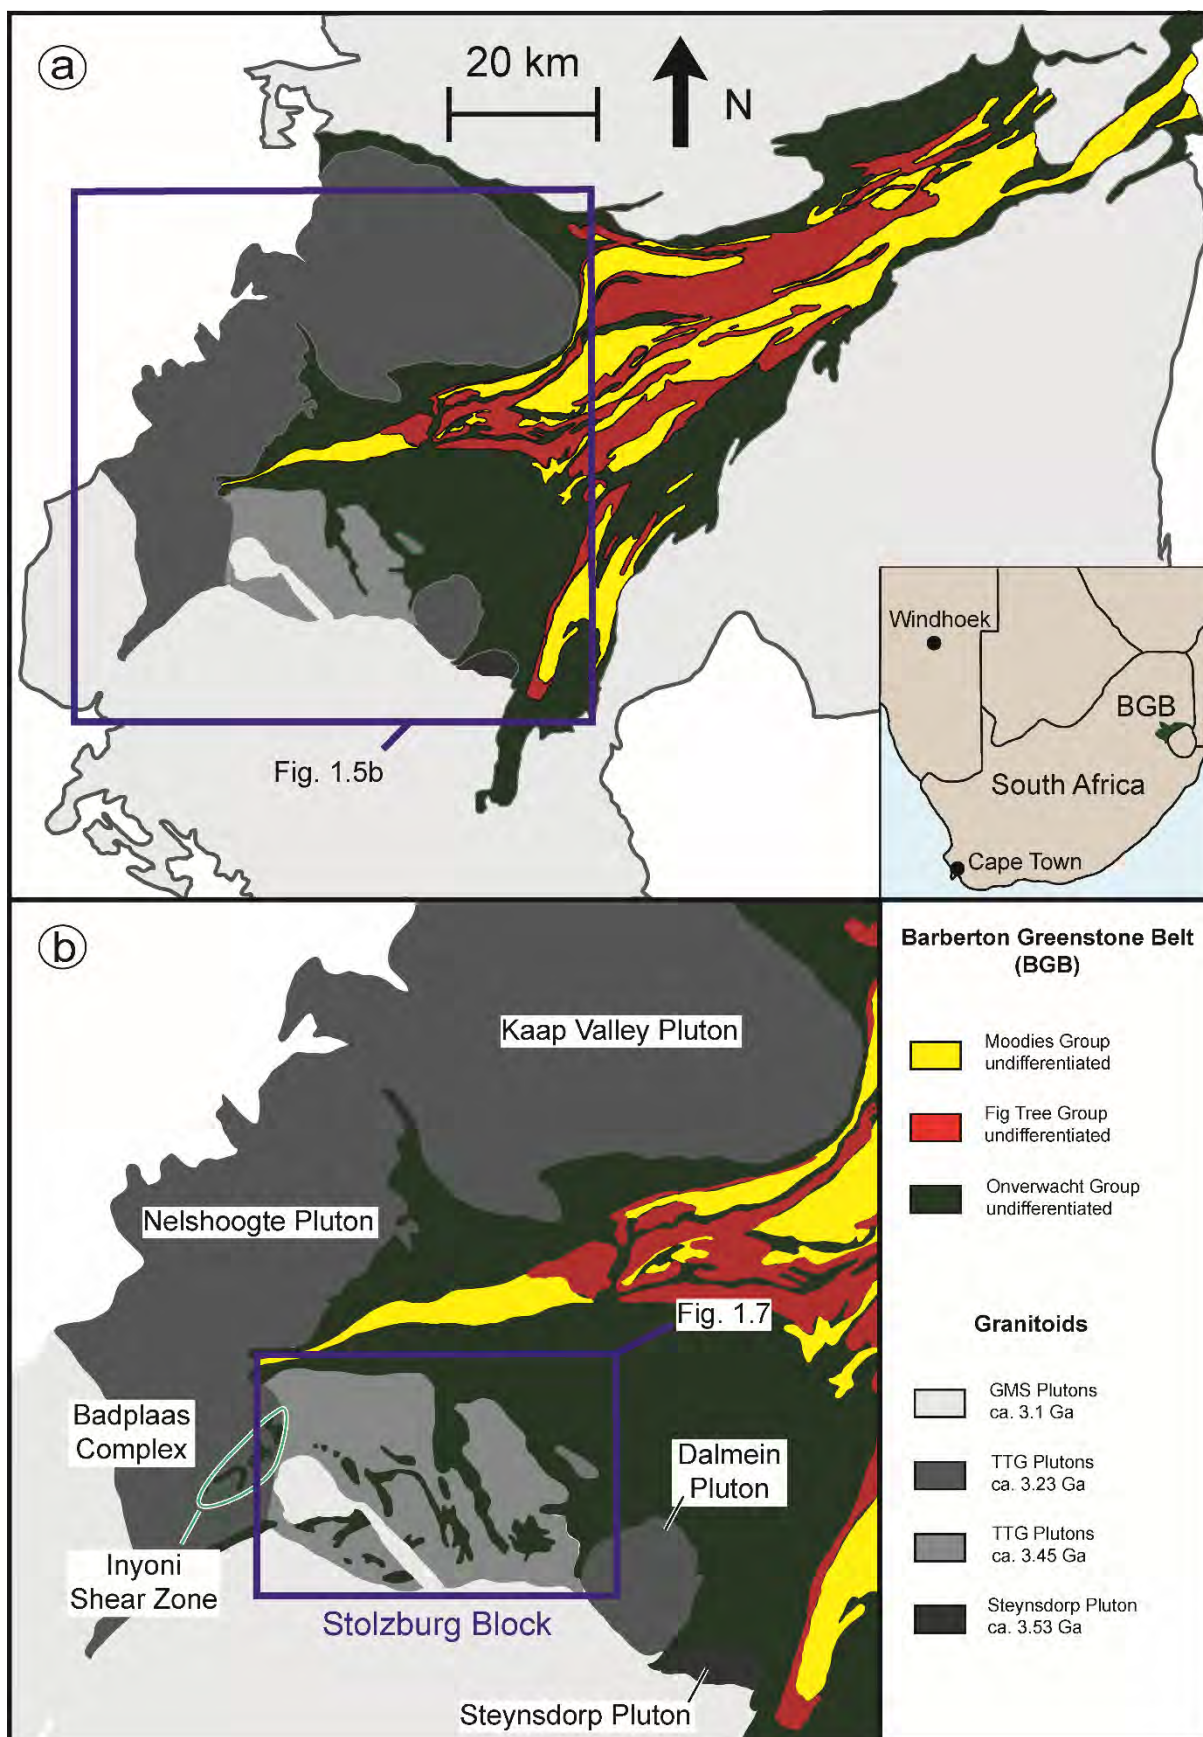 a
20 km
N
Fig. 1.5b
Windhoek
BGB
South Africa
Cape Town
b
Kaap Valley Pluton
Nelshoogte Pluton
Fig. 1.7
Badplaas
Complex
Dalmein
Pluton
Inyoni
Shear Zone
Stolzburg Block
Steynsdorp Pluton
Barberton Greenstone Belt
(BGB)
Moodies Group
undifferentiated
Fig Tree Group
undifferentiated
Onverwacht Group
undifferentiated
Granitoids
GMS Plutons
ca. 3.1 Ga
TTG Plutons
ca. 3.23 Ga
TTG Plutons
ca. 3.45 Ga
Steynsdorp Pluton
ca. 3.53 Ga